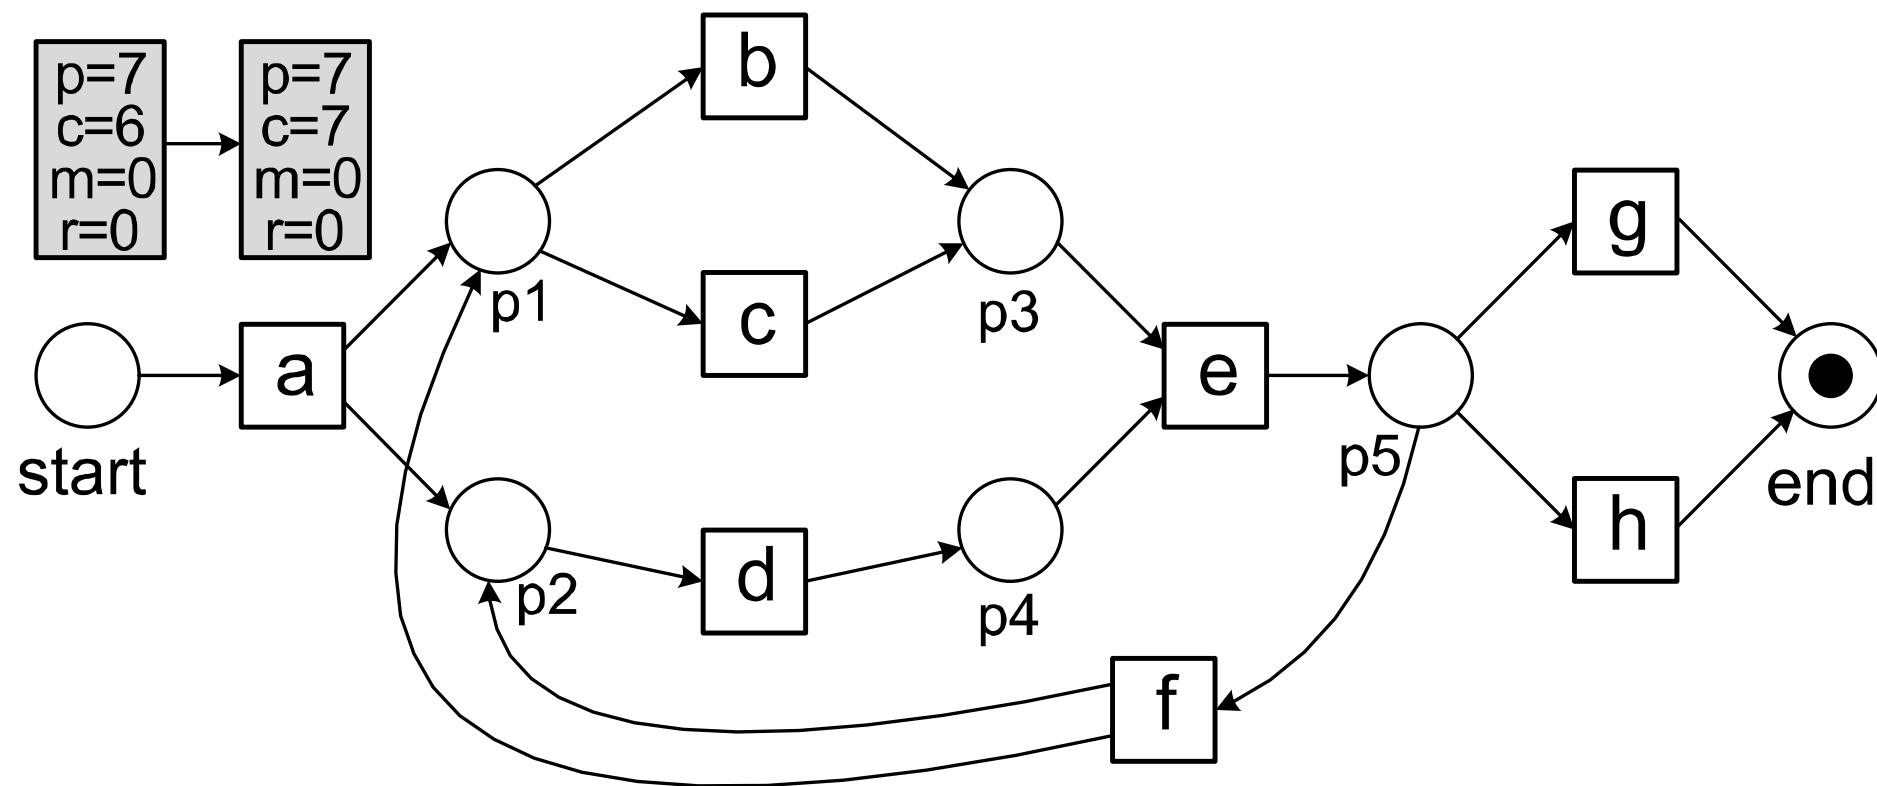 p=7
c=6
m=0
r=0
p=7
c=7
m=0
r=0
b
g
p1
c
p3
a
e
start
p5
end
h
d
p2
p4
f